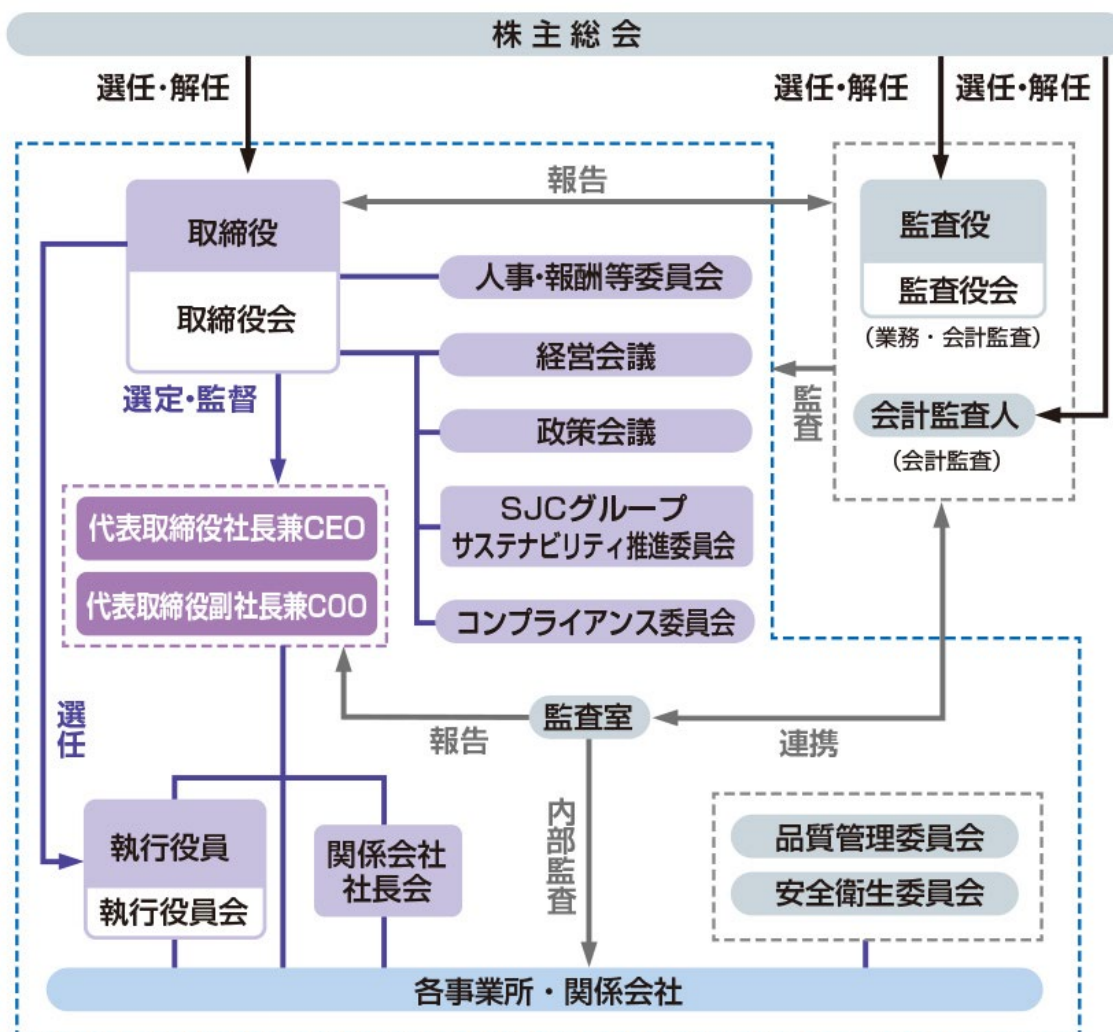 株主総会
選任・解任
選任・解任
選任・解任
報告
取締役
取締役会
監査役
監査役会
（業務・会計監査）
人事・報酬等委員会
経営会議
選定・監督
監査
政策会議
会計監査人
（会計監査）
SJCグループ
サステナビリティ推進委員会
代表取締役社長兼CEO
代表取締役副社長兼COO
コンプライアンス委員会
選任
報告
監査室
連携
内部監査
執行役員
執行役員会
関係会社
社長会
品質管理委員会
安全衛生委員会
各事業所・関係会社